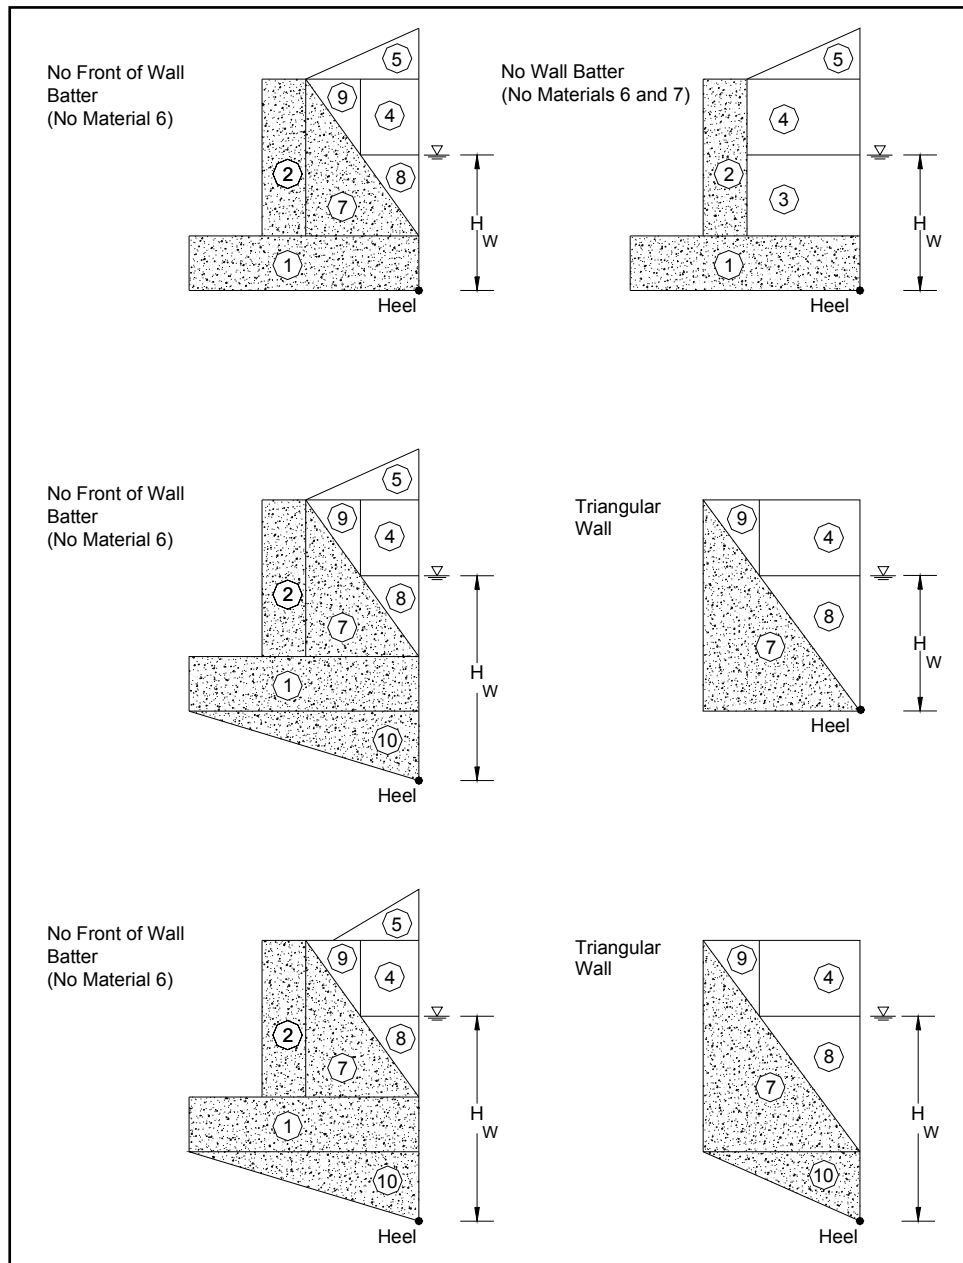 No Front of Wall
Batter
(No Material 6)
5
9
4
2
8
7
1
H
W
Heel
No Wall Batter
(No Materials 6 and 7)
5
4
2
3
1
H
W
Heel
No Front of Wall
Batter
(No Material 6)
5
9
4
2
8
7
1
10
H
W
Heel
Triangular
Wall
9
4
8
7
H
W
Heel
No Front of Wall
Batter
(No Material 6)
5
9
4
2
8
7
1
10
H
W
Heel
Triangular
Wall
9
4
8
7
10
H
W
Heel